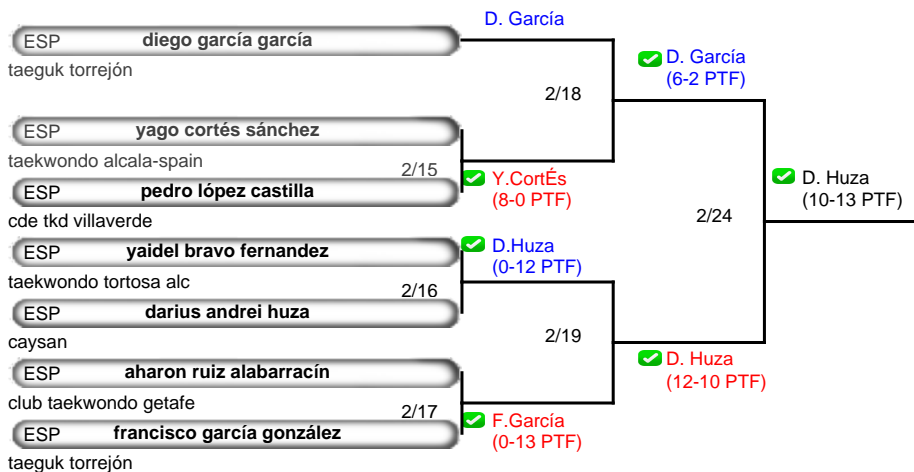 D. García
ESP diego garcía garcía
taeguk torrejón
D. García
(6-2 PTF)
2/18
ESP yago cortés sánchez
taekwondo alcala-spain
2/15
Y.CortÉs
(8-0 PTF)
ESP pedro lópez castilla
cde tkd villaverde
D. Huza
(10-13 PTF)
2/24
ESP yaidel bravo fernandez
taekwondo tortosa alc
D.Huza
(0-12 PTF)
2/16
ESP darius andrei huza
caysan
2/19
D. Huza
(12-10 PTF)
ESP aharon ruiz alabarracín
club taekwondo getafe
2/17
F.García
(0-13 PTF)
ESP francisco garcía gonzález
taeguk torrejón